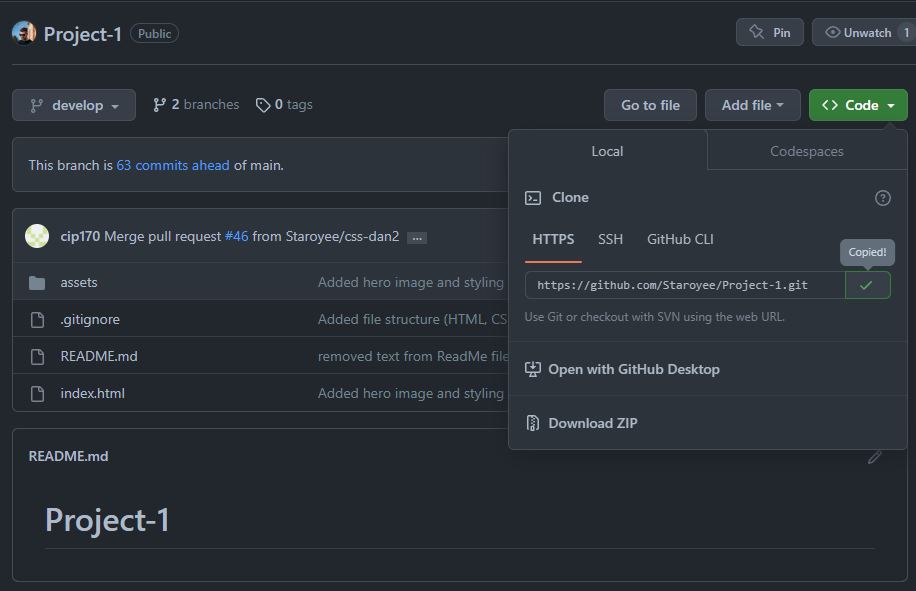 Project-1 Public Pin Unwatch 1
develop 2 branches 0 tags Go to file Add file Code
This branch is 63 commits ahead of main.
cip170 Merge pull request #46 from Staroyee/css-dan2 ...
assets Added hero image and styling
.gitignore Added file structure (HTML, CS
README.md removed text from ReadMe file
index.html Added hero image and styling
Local Codespaces
Clone
HTTPS SSH GitHub CLI
Copied!
https://github.com/Staroyee/Project-1.git
Use Git or checkout with SVN using the web URL.
Open with GitHub Desktop
Download ZIP
README.md
Project-1